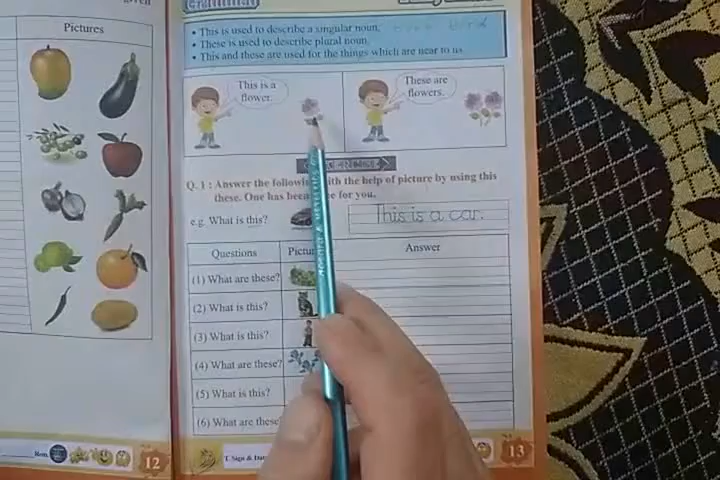 Pictures
12
Grammar
• This is used to describe a singular noun.
• These is used to describe plural noun.
• This and these are used for the things which are near to us.
This is a
flower.
These are
flowers.
Q. 1 : Answer the following with the help of picture by using this
these. One has been for you.
e.g. What is this?
This is a car.
Questions
Answer
(1) What are these?
(2) What is this?
(3) What is this?
(4) What are these?
(5) What is this?
(6) What are these
T. Sign &
13